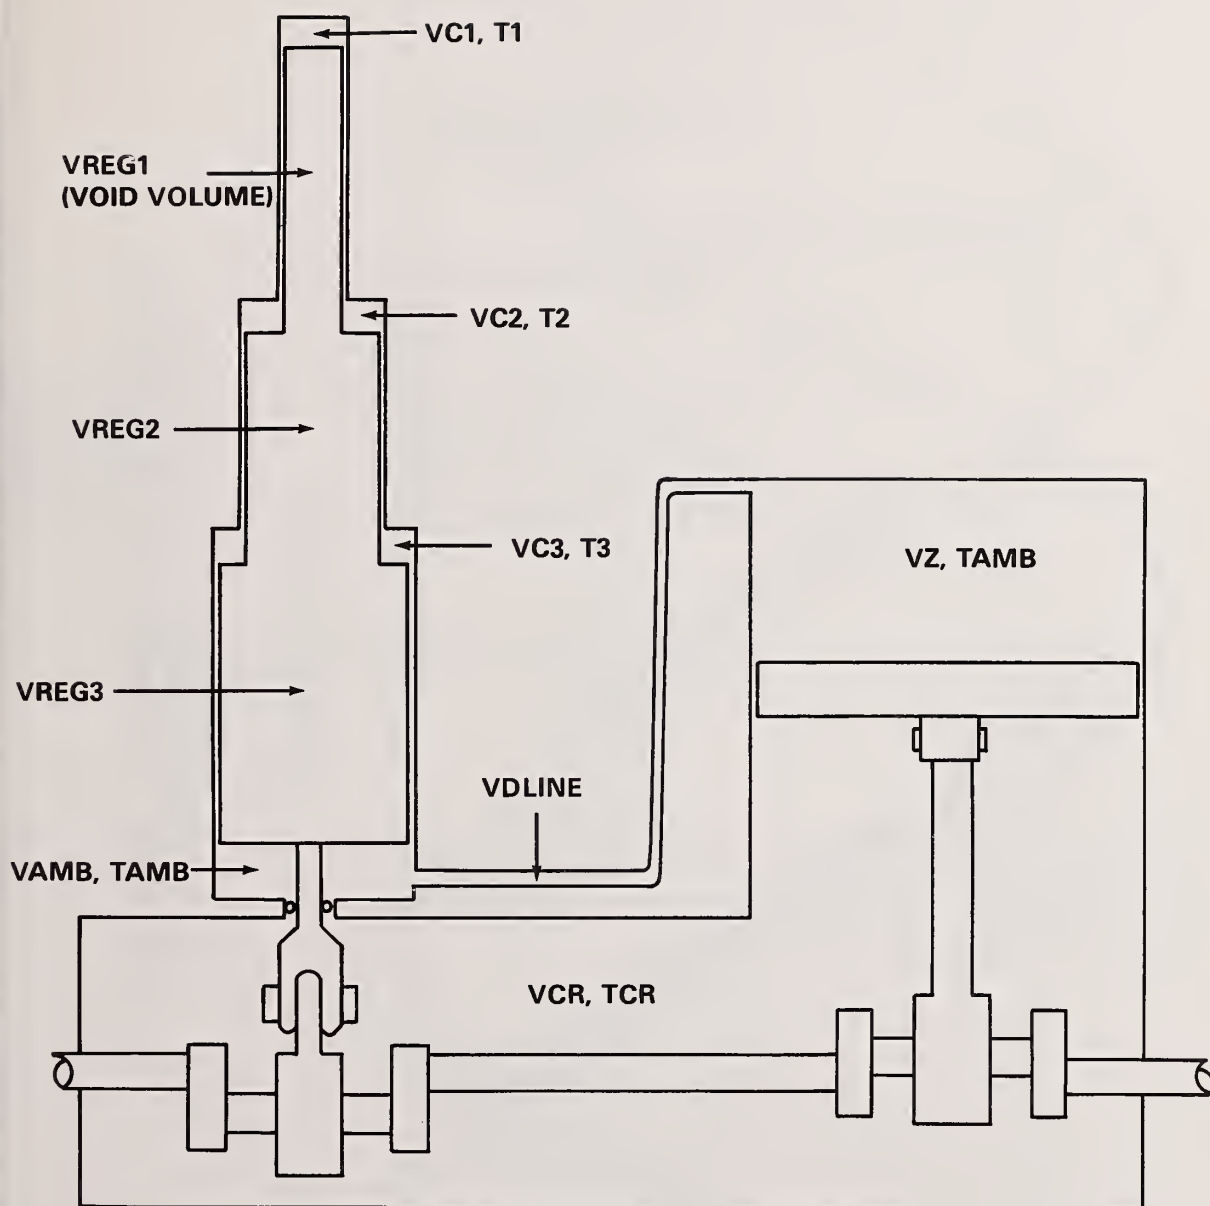 VC1, T1
VREG1
(VOID VOLUME)
VC2, T2
VREG2
VC3, T3
VZ, TAMB
VREG3
VDLINE
VAMB, TAMB
VCR, TCR